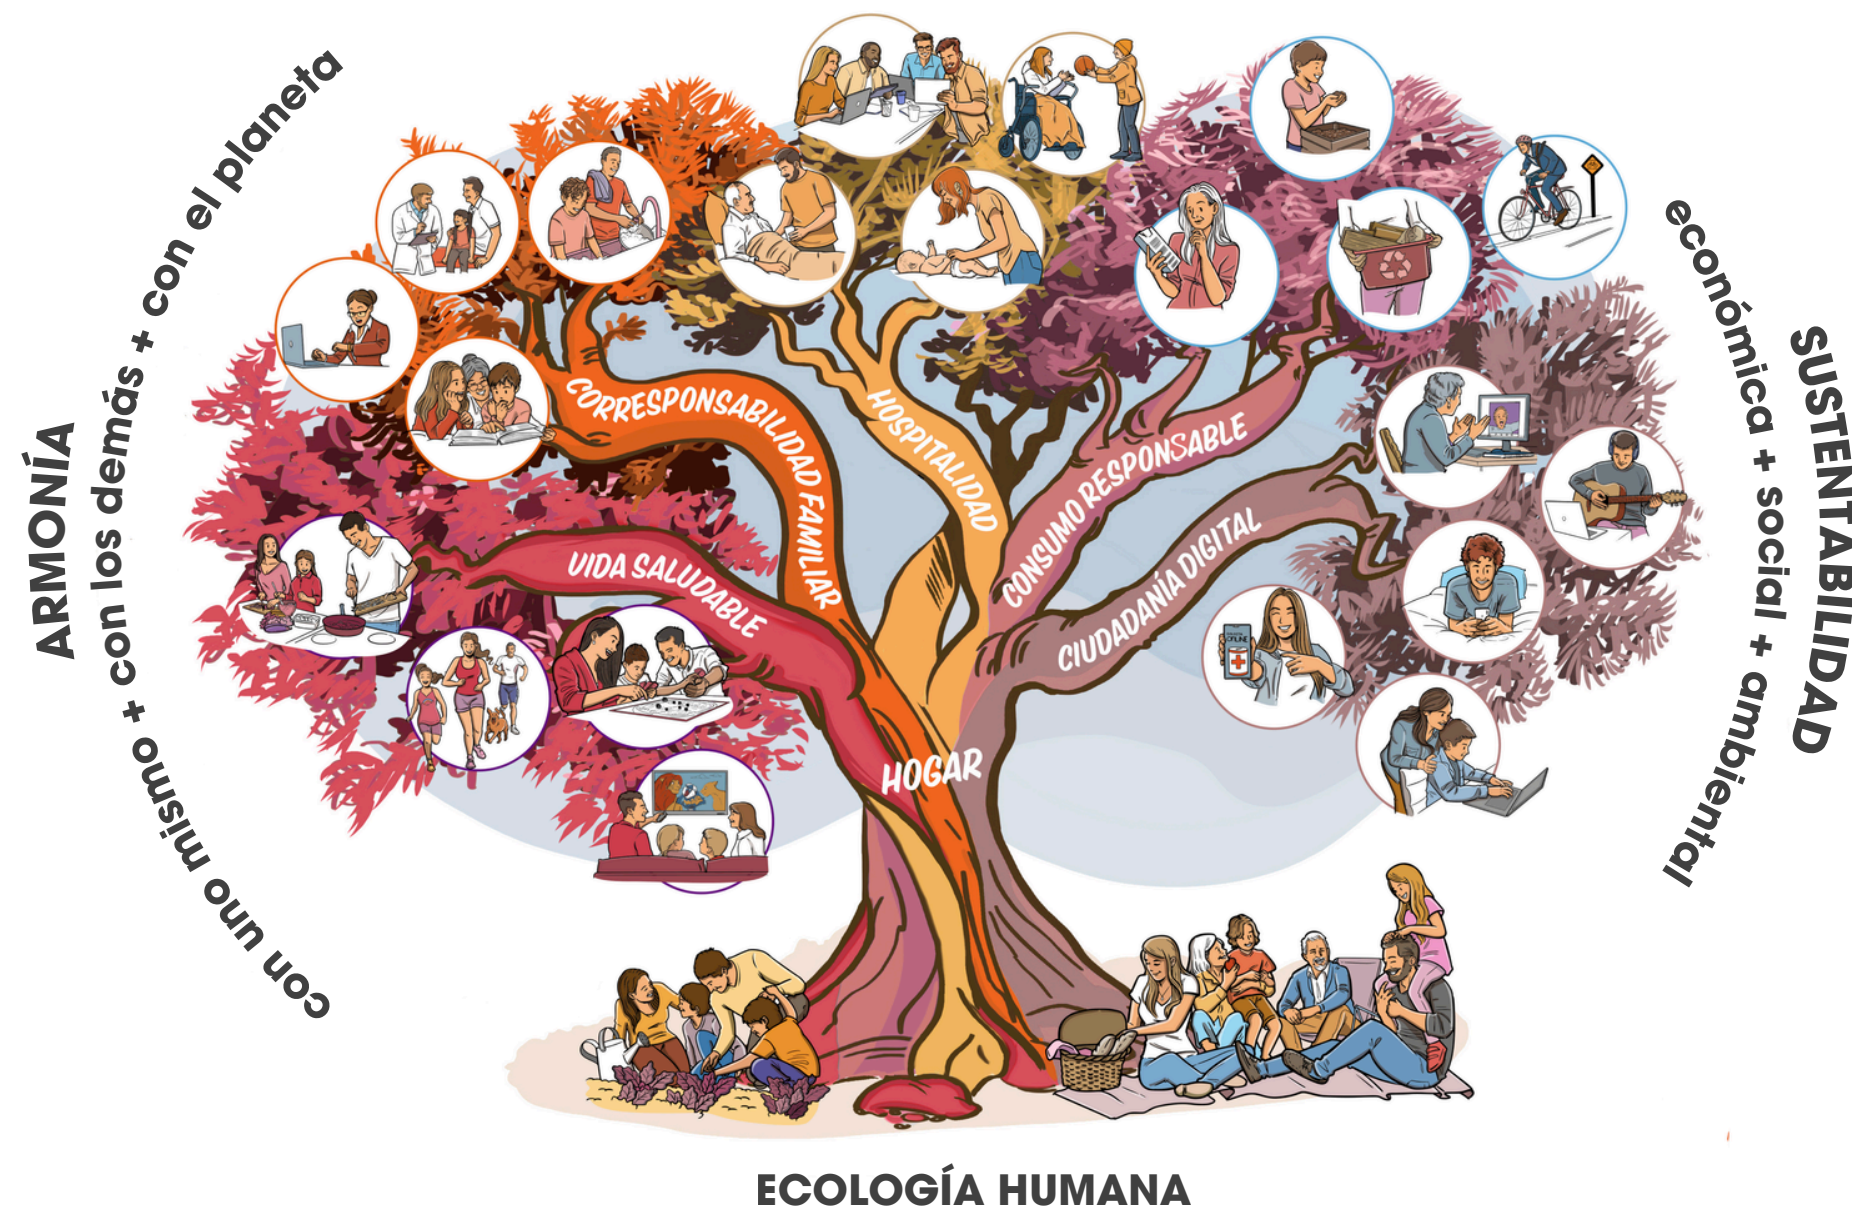 ARMONÍA
con uno mismo + con los demás + con el planeta
CORRESPONSABILIDAD FAMILIAR
HOSPITALIDAD
CONSUMO RESPONSABLE
VIDA SALUDABLE
CIUDADANÍA DIGITAL
HOGAR
ONLINE
SUSTENTABILIDAD
económica + social + ambiental
ECOLOGÍA HUMANA